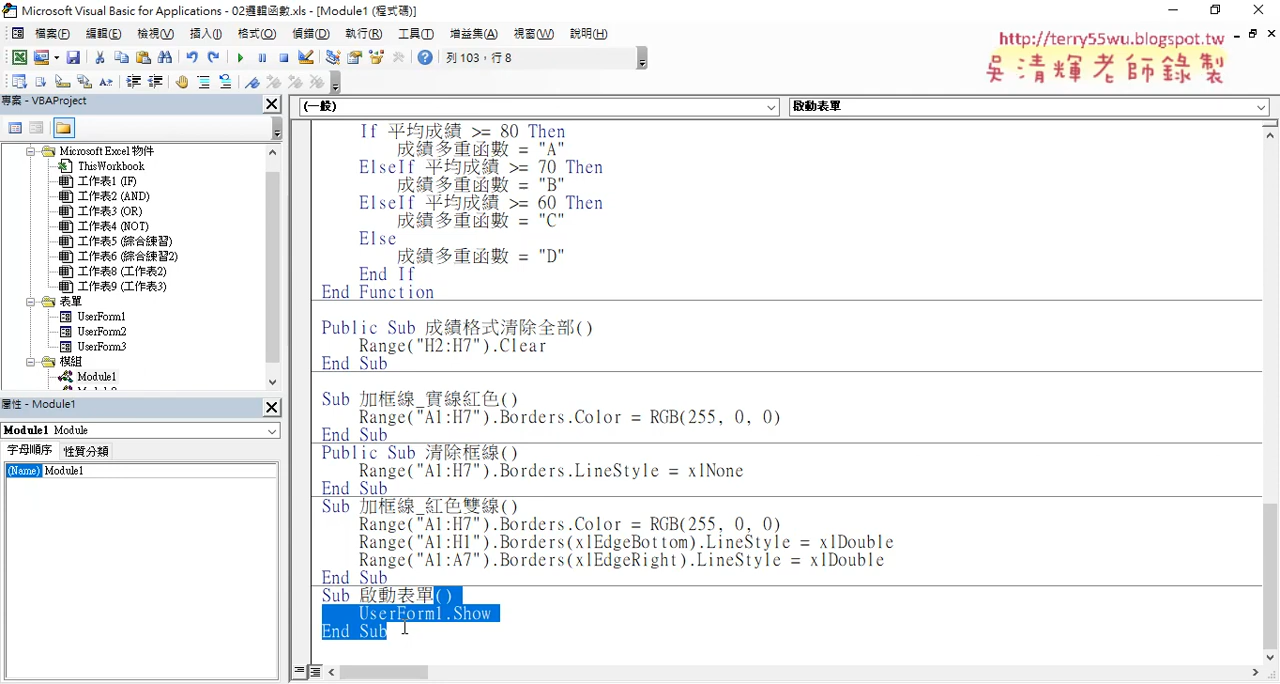 Microsoft Visual Basic for Applications - 02邏輯函數.xls - [Module1 (程式碼)]
檔案(F) 編輯(E) 檢視(V) 插入(I) 格式(O) 偵錯(D) 執行(R) 工具(T) 增益集(A) 視窗(W) 說明(H)
http://terry55wu.blogspot.tw
吳清輝老師錄製
列 103，行 5
專案 - VBAProject
Microsoft Excel 物件
ThisWorkbook
工作表1 (IF)
工作表2 (AND)
工作表3 (OR)
工作表4 (NOT)
工作表5 (綜合練習)
工作表6 (綜合練習2)
工作表8 (工作表2)
工作表9 (工作表3)
表單
UserForm1
UserForm2
UserForm3
模組
Module1
屬性 - Module1
Module1 Module
字母順序 性質分類
(Name) Module1
(一般) 啟動表單
If 平均成績 >= 80 Then
成績多重函數 = "A"
ElseIf 平均成績 >= 70 Then
成績多重函數 = "B"
ElseIf 平均成績 >= 60 Then
成績多重函數 = "C"
Else
成績多重函數 = "D"
End If
End Function
Public Sub 成績格式清除全部()
Range("H2:H7").Clear
End Sub
Sub 加框線_實線紅色()
Range("A1:H7").Borders.Color = RGB(255, 0, 0)
End Sub
Public Sub 清除框線()
Range("A1:H7").Borders.LineStyle = xlNone
End Sub
Sub 加框線_紅色雙線()
Range("A1:H7").Borders.Color = RGB(255, 0, 0)
Range("A1:H1").Borders(xlEdgeBottom).LineStyle = xlDouble
Range("A1:A7").Borders(xlEdgeRight).LineStyle = xlDouble
End Sub
Sub 啟動表單()
UserForm1.Show
End Sub